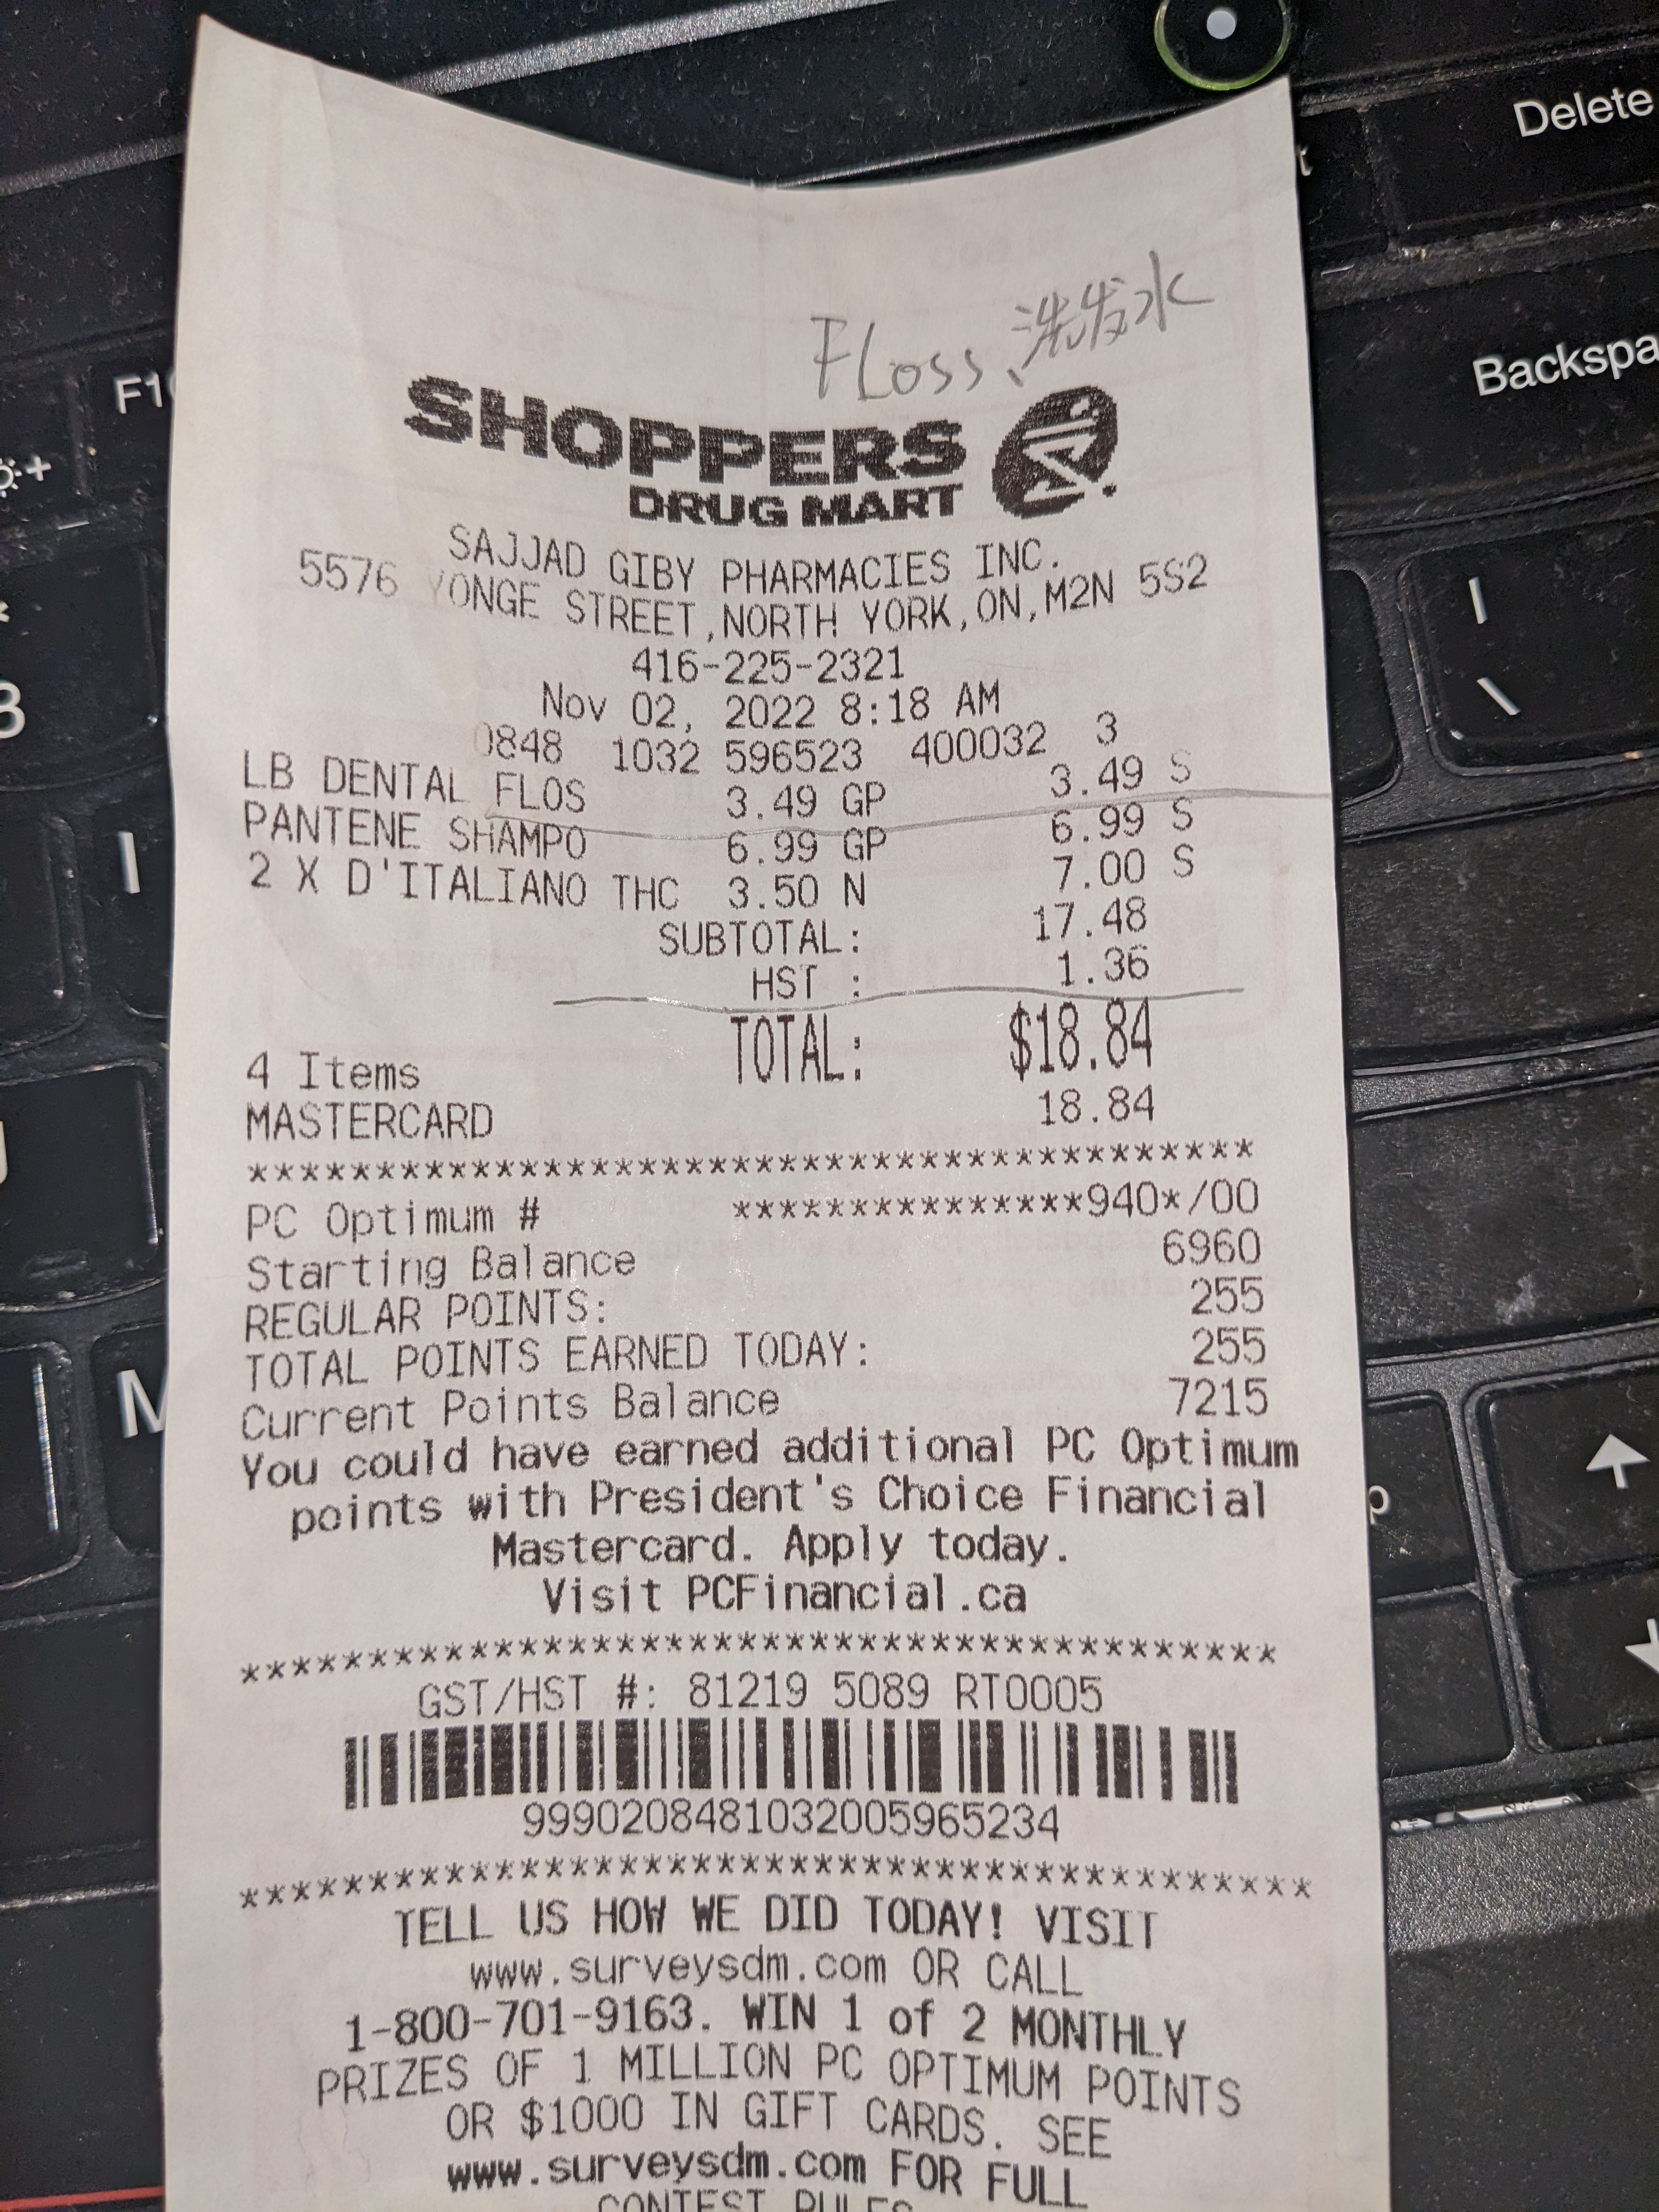 Delete
Backspa
F1
FLoss、洗发水
SHOPPERS
DRUG MART
SAJJAD GIBY PHARMACIES INC.
5576 YONGE STREET,NORTH YORK,ON,M2N 5S2
416-225-2321
Nov 02, 2022 8:18 AM
0848 1032 596523 400032 3
LB DENTAL FLOS 3.49 GP 3.49 S
PANTENE SHAMPO 6.99 GP 6.99 S
2 X D'ITALIANO THC 3.50 N 7.00 S
SUBTOTAL: 17.48
HST : 1.36
TOTAL: $18.84
4 Items
MASTERCARD 18.84
****************************************
PC Optimum # ***************940*/00
Starting Balance 6960
REGULAR POINTS: 255
TOTAL POINTS EARNED TODAY: 255
Current Points Balance 7215
You could have earned additional PC Optimum
points with President's Choice Financial
Mastercard. Apply today.
Visit PCFinancial.ca
****************************************
GST/HST #: 81219 5089 RT0005
9990208481032005965234
****************************************
TELL US HOW WE DID TODAY! VISIT
www.surveysdm.com OR CALL
1-800-701-9163. WIN 1 of 2 MONTHLY
PRIZES OF 1 MILLION PC OPTIMUM POINTS
OR $1000 IN GIFT CARDS. SEE
www.surveysdm.com FOR FULL
CONTEST RULES